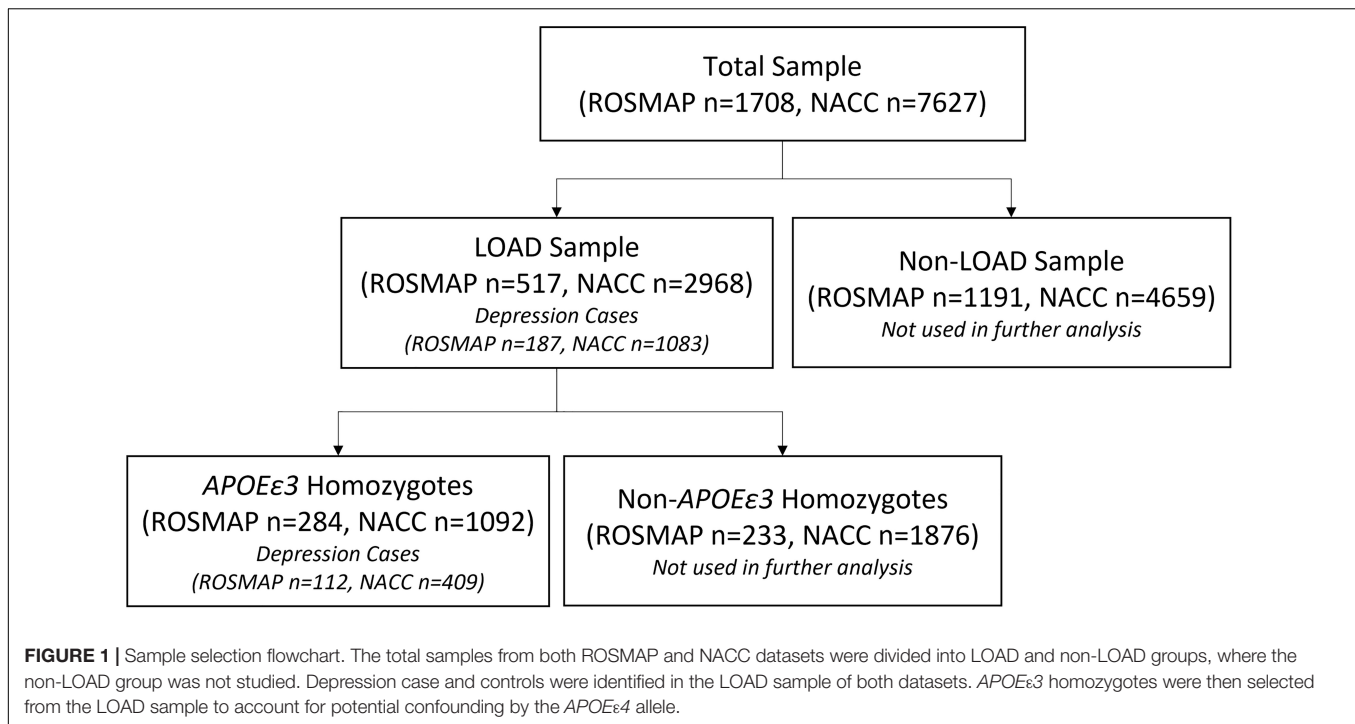 Total Sample
(ROSMAP n=1708, NACC n=7627)
LOAD Sample
(ROSMAP n=517, NACC n=2968)
Depression Cases
(ROSMAP n=187, NACC n=1083)
Non-LOAD Sample
(ROSMAP n=1191, NACC n=4659)
Not used in further analysis
APOEε3 Homozygotes
(ROSMAP n=284, NACC n=1092)
Depression Cases
(ROSMAP n=112, NACC n=409)
Non-APOEε3 Homozygotes
(ROSMAP n=233, NACC n=1876)
Not used in further analysis
FIGURE 1 | Sample selection flowchart. The total samples from both ROSMAP and NACC datasets were divided into LOAD and non-LOAD groups, where the
non-LOAD group was not studied. Depression case and controls were identified in the LOAD sample of both datasets. APOEε3 homozygotes were then selected
from the LOAD sample to account for potential confounding by the APOEε4 allele.